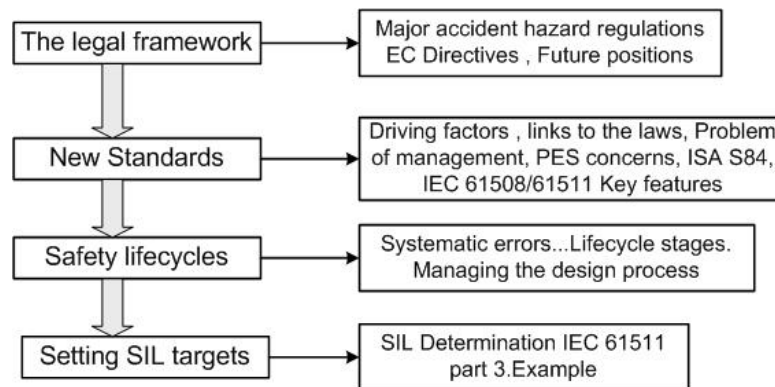 The legal framework
Major accident hazard regulations
EC Directives , Future positions
New Standards
Driving factors , links to the laws, Problem
of management, PES concerns, ISA S84,
IEC 61508/61511 Key features
Safety lifecycles
Systematic errors...Lifecycle stages.
Managing the design process
Setting SIL targets
SIL Determination IEC 61511
part 3.Example